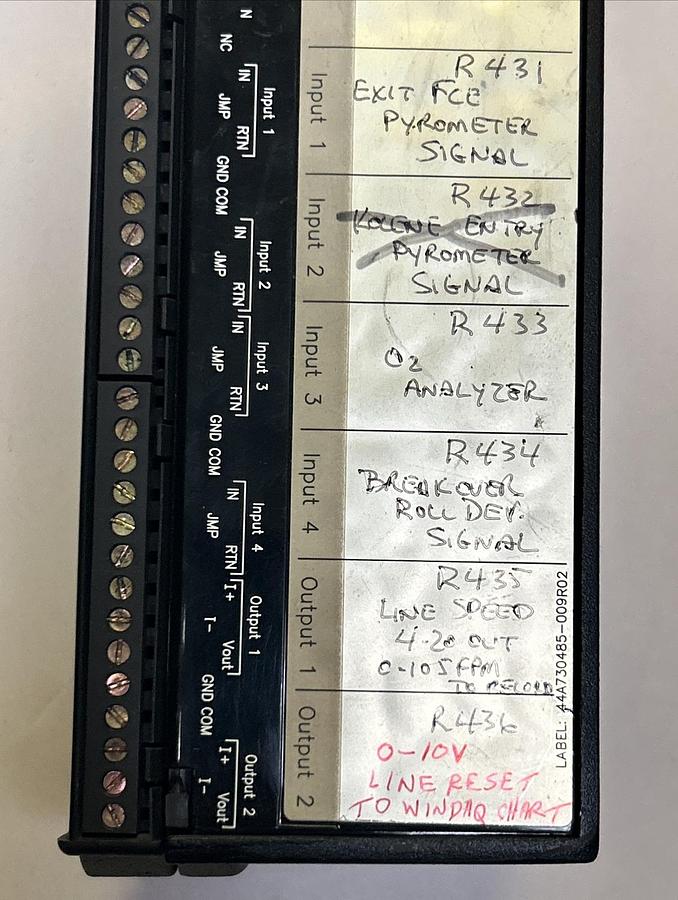 N
NC
IN
JMP
RTN
Input 1
GND COM
IN
JMP
RTN
Input 2
IN
JMP
RTN
Input 3
GND COM
IN
JMP
RTN
Input 4
I+
I-
Vout
Output 1
GND COM
I+
I-
Vout
Output 2
Input 1
R431
EXIT FCE
PYROMETER
SIGNAL
Input 2
R432
KOLENE ENTRY
PYROMETER
SIGNAL
Input 3
R433
O2
ANALYZER
Input 4
R434
BREAKOVER
ROLL DEV.
SIGNAL
Output 1
R435
LINE SPEED
4-20 OUT
0-105 FPM
TO RECORD
Output 2
R436
0-10V
LINE RESET
TO WINDAQ CHART
LABEL: 44A730485-009R02